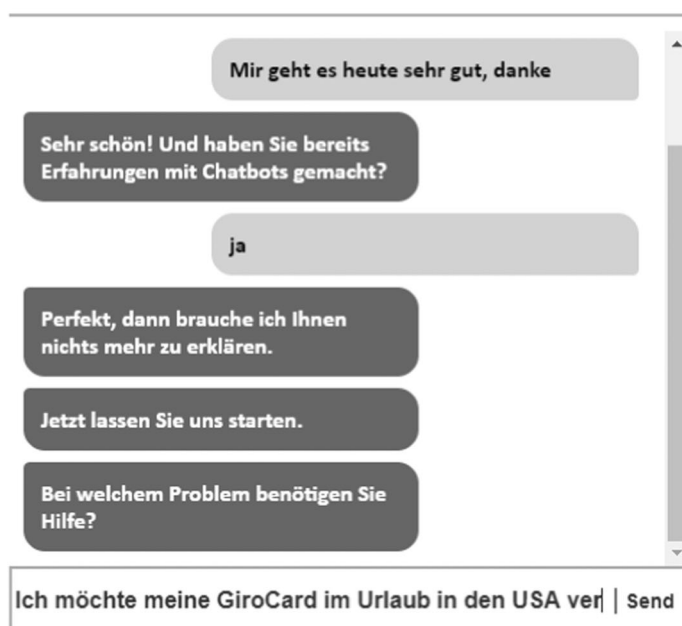 Mir geht es heute sehr gut, danke
Sehr schön! Und haben Sie bereits
Erfahrungen mit Chatbots gemacht?
ja
Perfekt, dann brauche ich Ihnen
nichts mehr zu erklären.
Jetzt lassen Sie uns starten.
Bei welchem Problem benötigen Sie
Hilfe?
Ich möchte meine GiroCard im Urlaub in den USA ver | Send